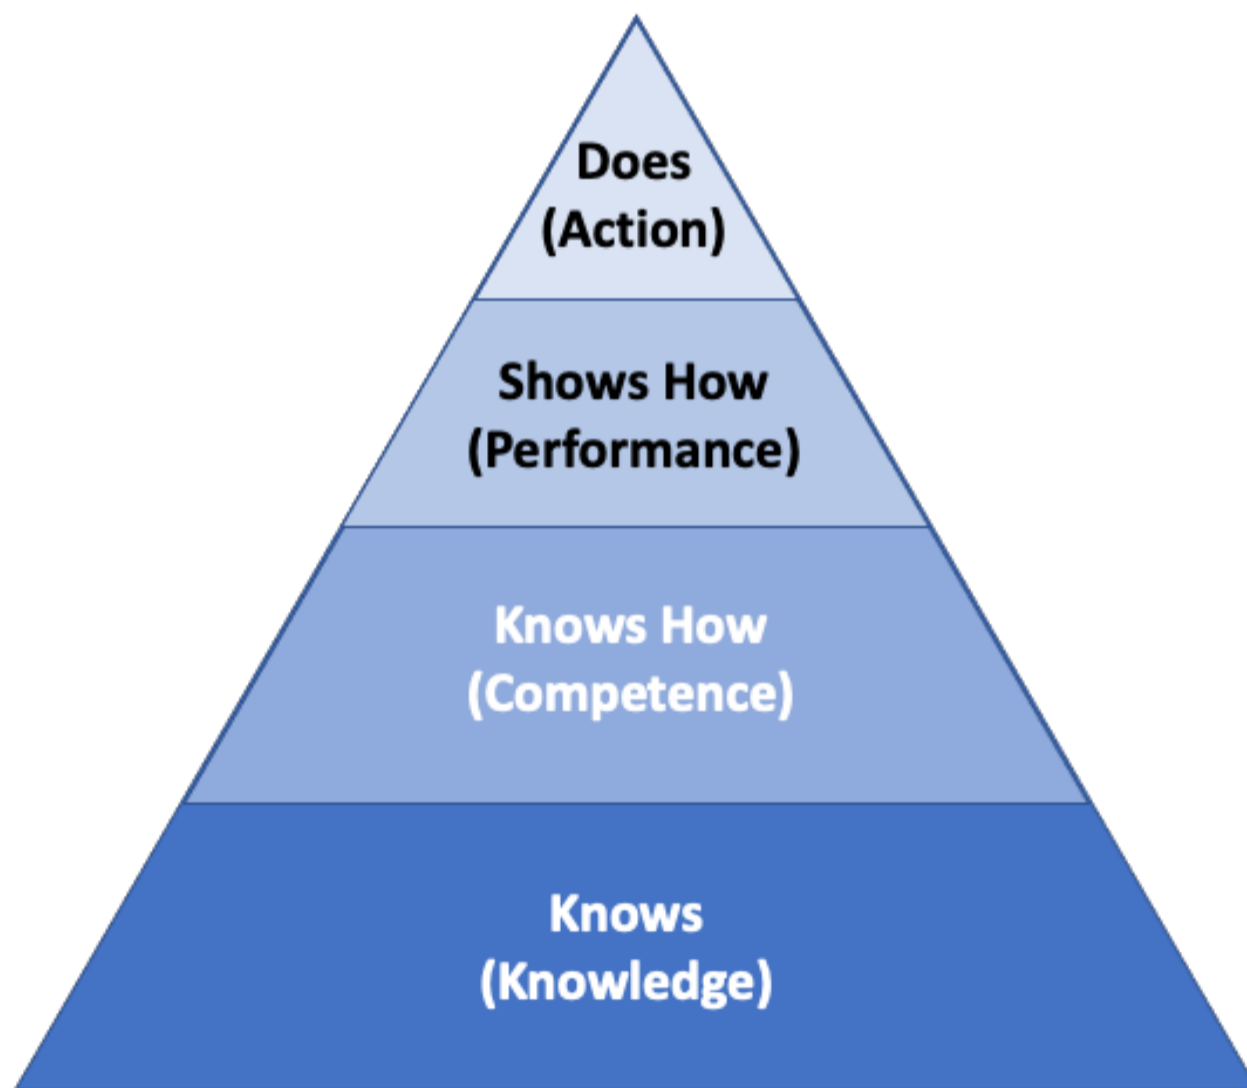 Does
(Action)
Shows How
(Performance)
Knows How
(Competence)
Knows
(Knowledge)